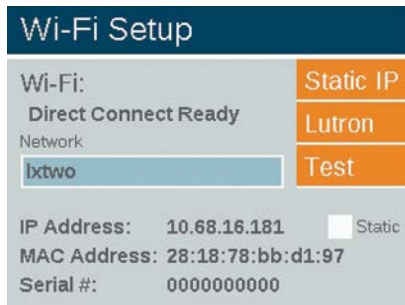 Wi-Fi Setup
Wi-Fi:
Static IP
Direct Connect Ready
Lutron
Network
lxtwo
Test
IP Address: 10.68.16.181
Static
MAC Address: 28:18:78:bb:d1:97
Serial #: 0000000000